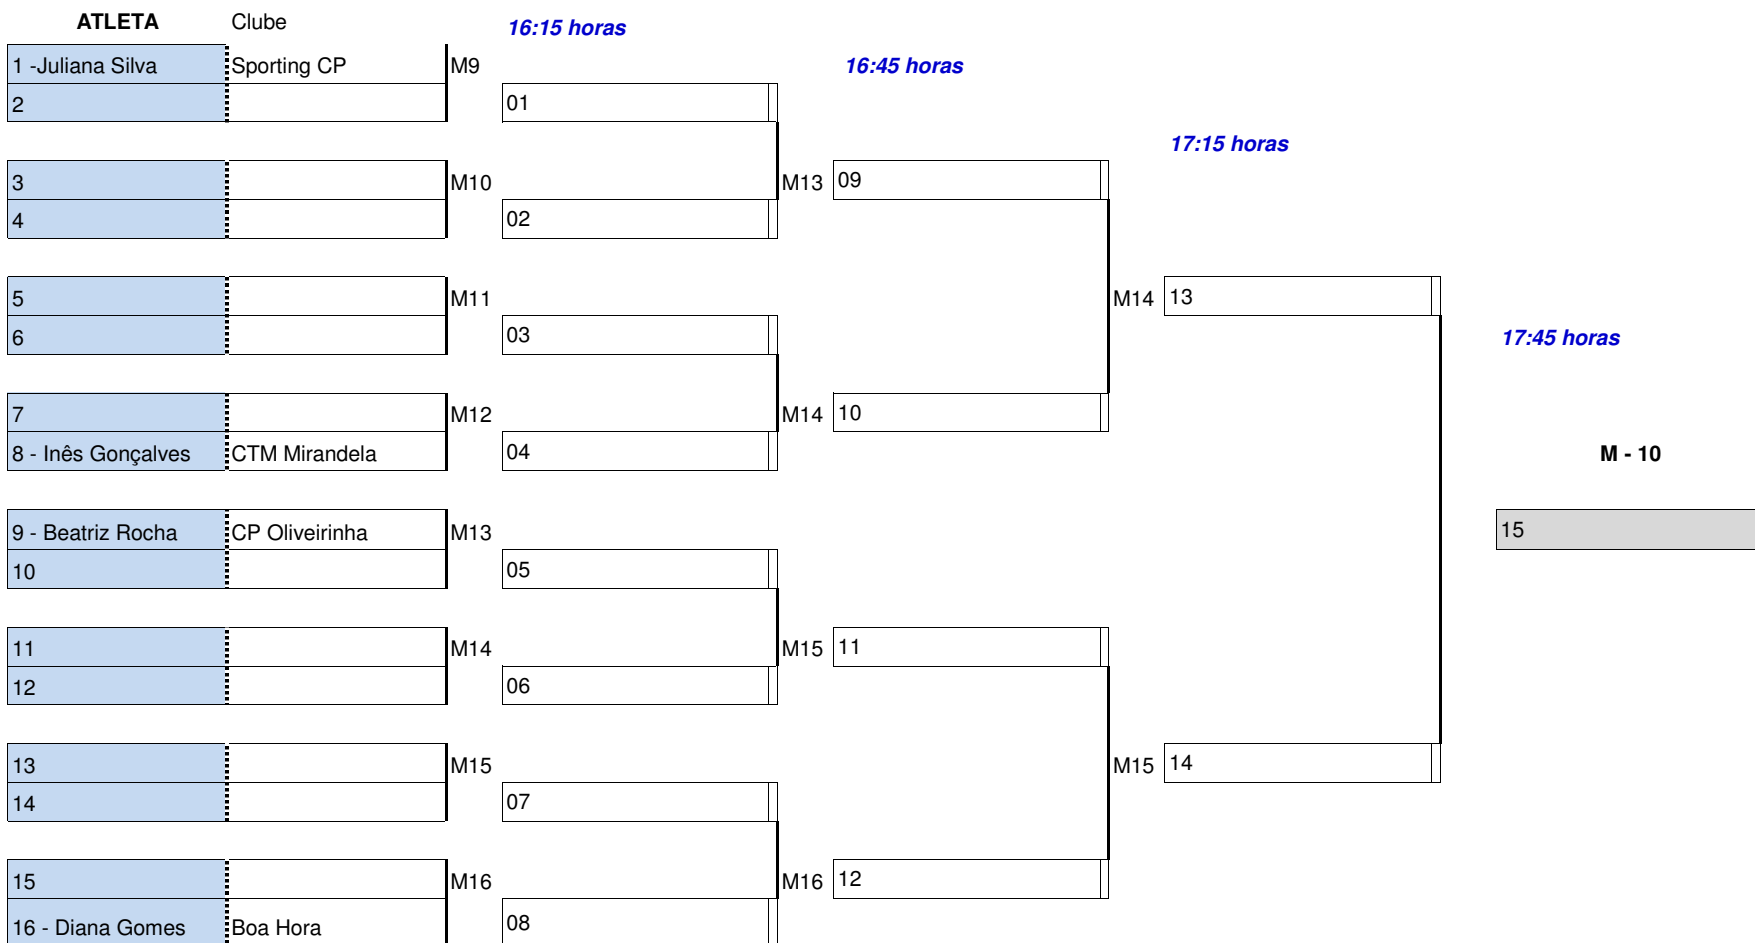 ATLETA Clube 16:15 horas
1 -Juliana Silva Sporting CP M9 16:45 horas
2 01
17:15 horas
3 M10 M13 09
4 02
5 M11 M14 13
6 03 17:45 horas
7 M12 M14 10
8 - Inês Gonçalves CTM Mirandela 04 M - 10
9 - Beatriz Rocha CP Oliveirinha M13 15
10 05
11 M14 M15 11
12 06
13 M15 M15 14
14 07
15 M16 M16 12
16 - Diana Gomes Boa Hora 08